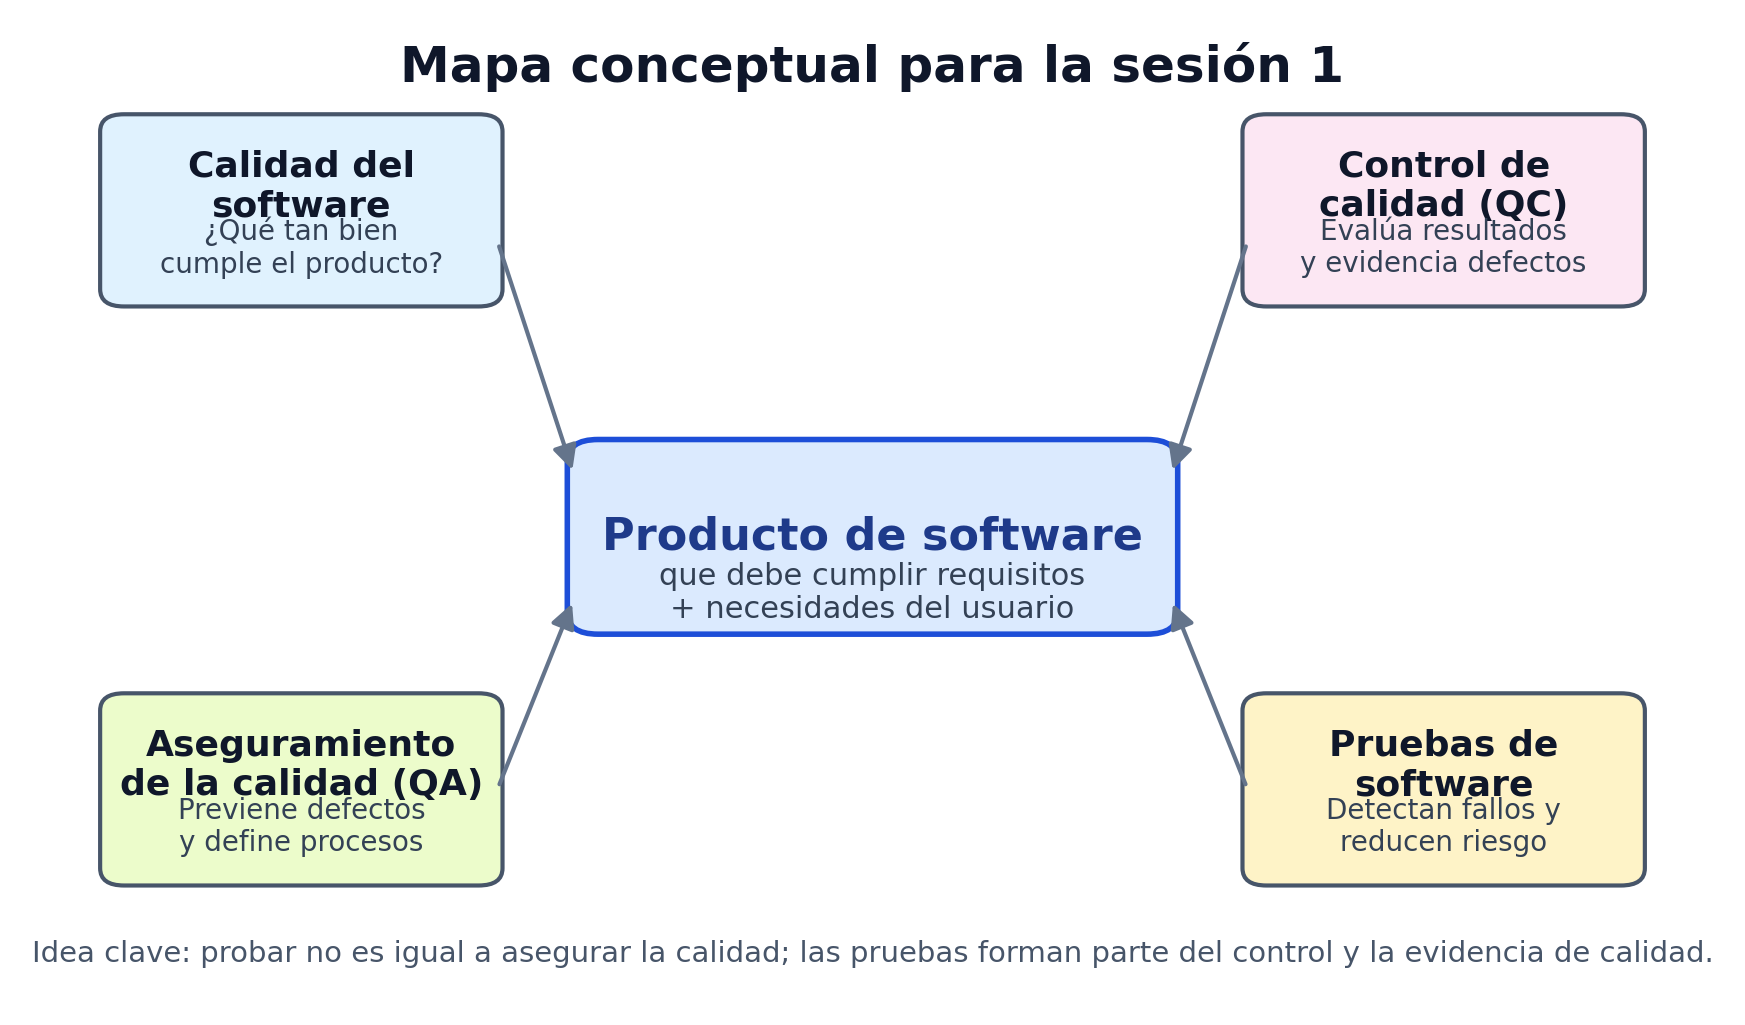 Mapa conceptual para la sesión 1
Calidad del
software
¿Qué tan bien
cumple el producto?
Control de
calidad (QC)
Evalúa resultados
y evidencia defectos
Producto de software
que debe cumplir requisitos
+ necesidades del usuario
Aseguramiento
de la calidad (QA)
Previene defectos
y define procesos
Pruebas de
software
Detectan fallos y
reducen riesgo
Idea clave: probar no es igual a asegurar la calidad; las pruebas forman parte del control y la evidencia de calidad.